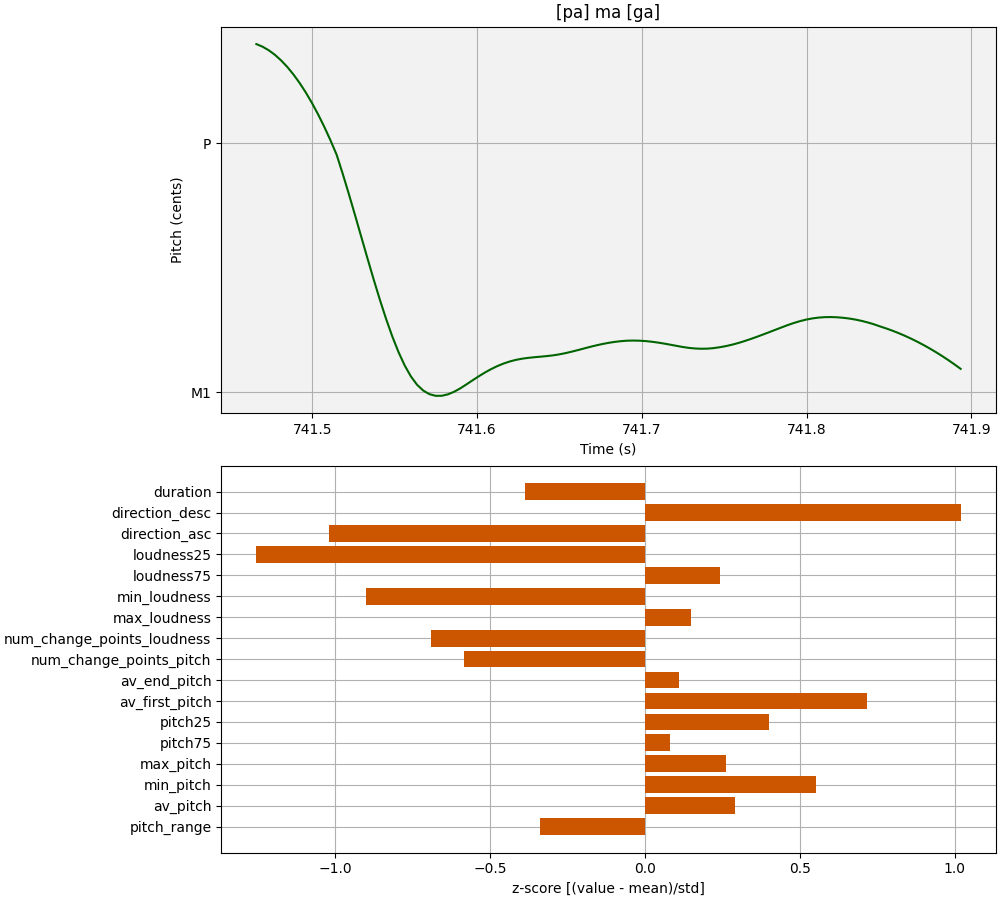 [pa] ma [ga]
P
M1
Pitch (cents)
741.5 741.6 741.7 741.8 741.9
Time (s)
duration
direction_desc
direction_asc
loudness25
loudness75
min_loudness
max_loudness
num_change_points_loudness
num_change_points_pitch
av_end_pitch
av_first_pitch
pitch25
pitch75
max_pitch
min_pitch
av_pitch
pitch_range
−1.0 −0.5 0.0 0.5 1.0
z-score [(value - mean)/std]